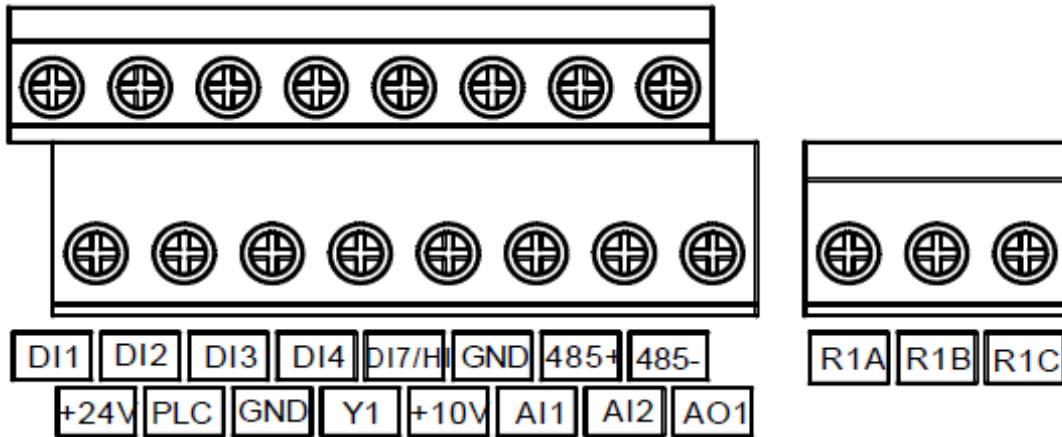 DI1 DI2 DI3 DI4 DI7/HI GND 485+ 485- R1A R1B R1C
+24V PLC GND Y1 +10V AI1 AI2 AO1